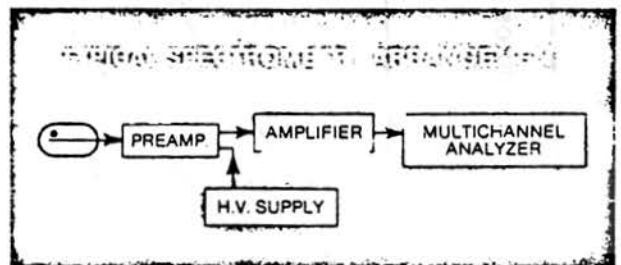 PREAMP.
AMPLIFIER
MULTICHANNEL
ANALYZER
H.V. SUPPLY